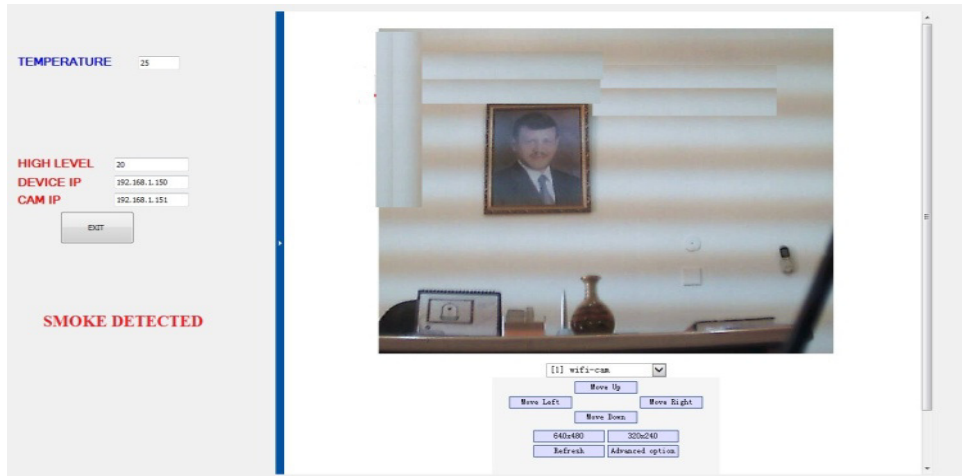 TEMPERATURE 25
HIGH LEVEL 20
DEVICE IP 192.168.1.150
CAM IP 192.168.1.151
EXIT
SMOKE DETECTED
[1] wifi-cam
Move Up
Move Left Move Right
Move Down
640x480 320x240
Refresh Advanced option